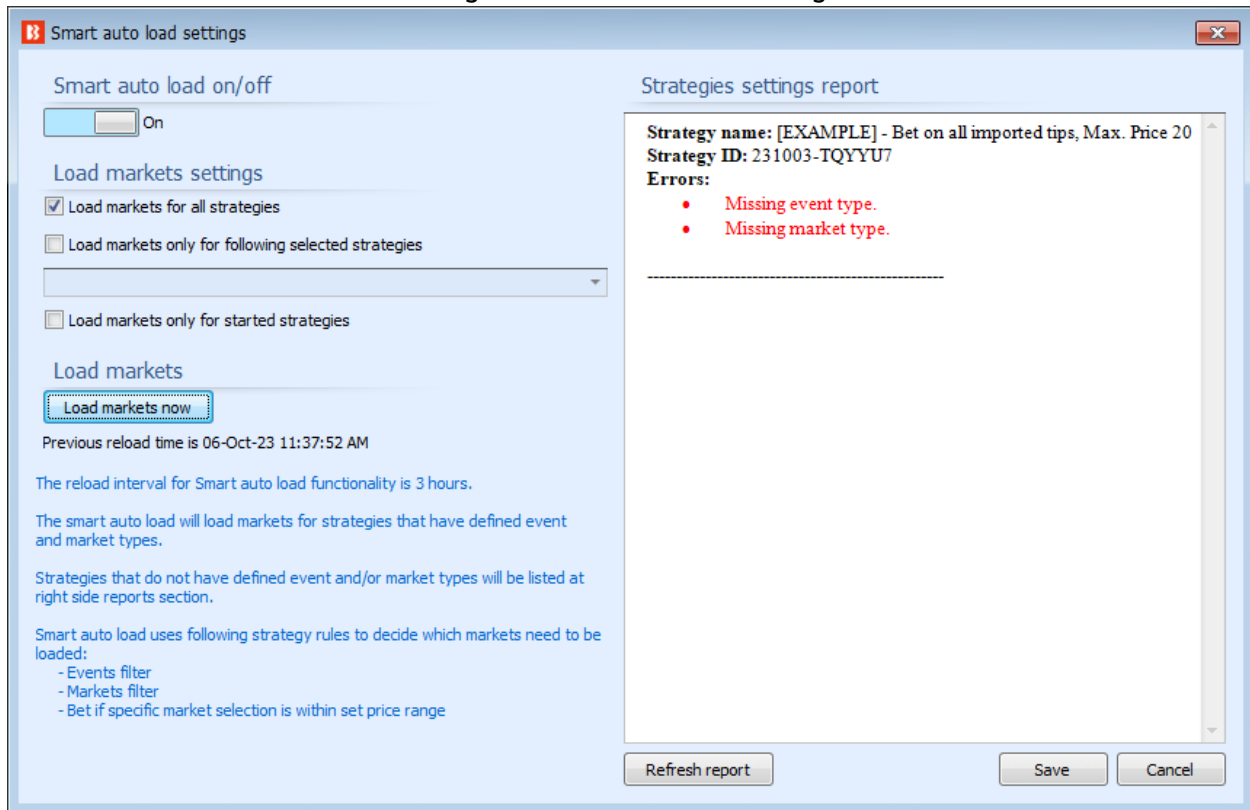 Smart auto load settings
Smart auto load on/off
On
Load markets settings
Load markets for all strategies
Load markets only for following selected strategies
Load markets only for started strategies
Load markets
Load markets now
Previous reload time is 06-Oct-23 11:37:52 AM
The reload interval for Smart auto load functionality is 3 hours.
The smart auto load will load markets for strategies that have defined event
and market types.
Strategies that do not have defined event and/or market types will be listed at
right side reports section.
Smart auto load uses following strategy rules to decide which markets need to be
loaded:
- Events filter
- Markets filter
- Bet if specific market selection is within set price range
Strategies settings report
Strategy name: [EXAMPLE] - Bet on all imported tips, Max. Price 20
Strategy ID: 231003-TQYYU7
Errors:
• Missing event type.
• Missing market type.
--------------------------------------------------
Refresh report
Save
Cancel